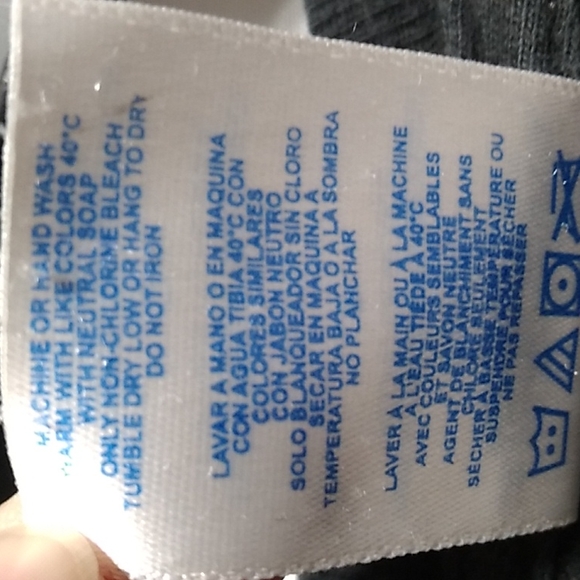 MACHINE OR HAND WASH
WARM WITH LIKE COLORS 40°C
WITH NEUTRAL SOAP
ONLY NON-CHLORINE BLEACH
TUMBLE DRY LOW OR HANG TO DRY
DO NOT IRON
LAVAR A MANO O EN MAQUINA
CON AGUA TIBIA 40°C CON
COLORES SIMILARES
CON JABON NEUTRO
SOLO BLANQUEADOR SIN CLORO
SECAR EN MAQUINA A
TEMPERATURA BAJA O A LA SOMBRA
NO PLANCHAR
LAVER À LA MAIN OU À LA MACHINE
A L'EAU TIÈDE À 40°C
AVEC COULEURS SEMBLABLES
ET SAVON NEUTRE
AGENT DE BLANCHIMENT SANS
CHLORE SEULEMENT
SÉCHER À BASSE TEMPÉRATURE OU
SUSPENDRE POUR SÉCHER
NE PAS REPASSER